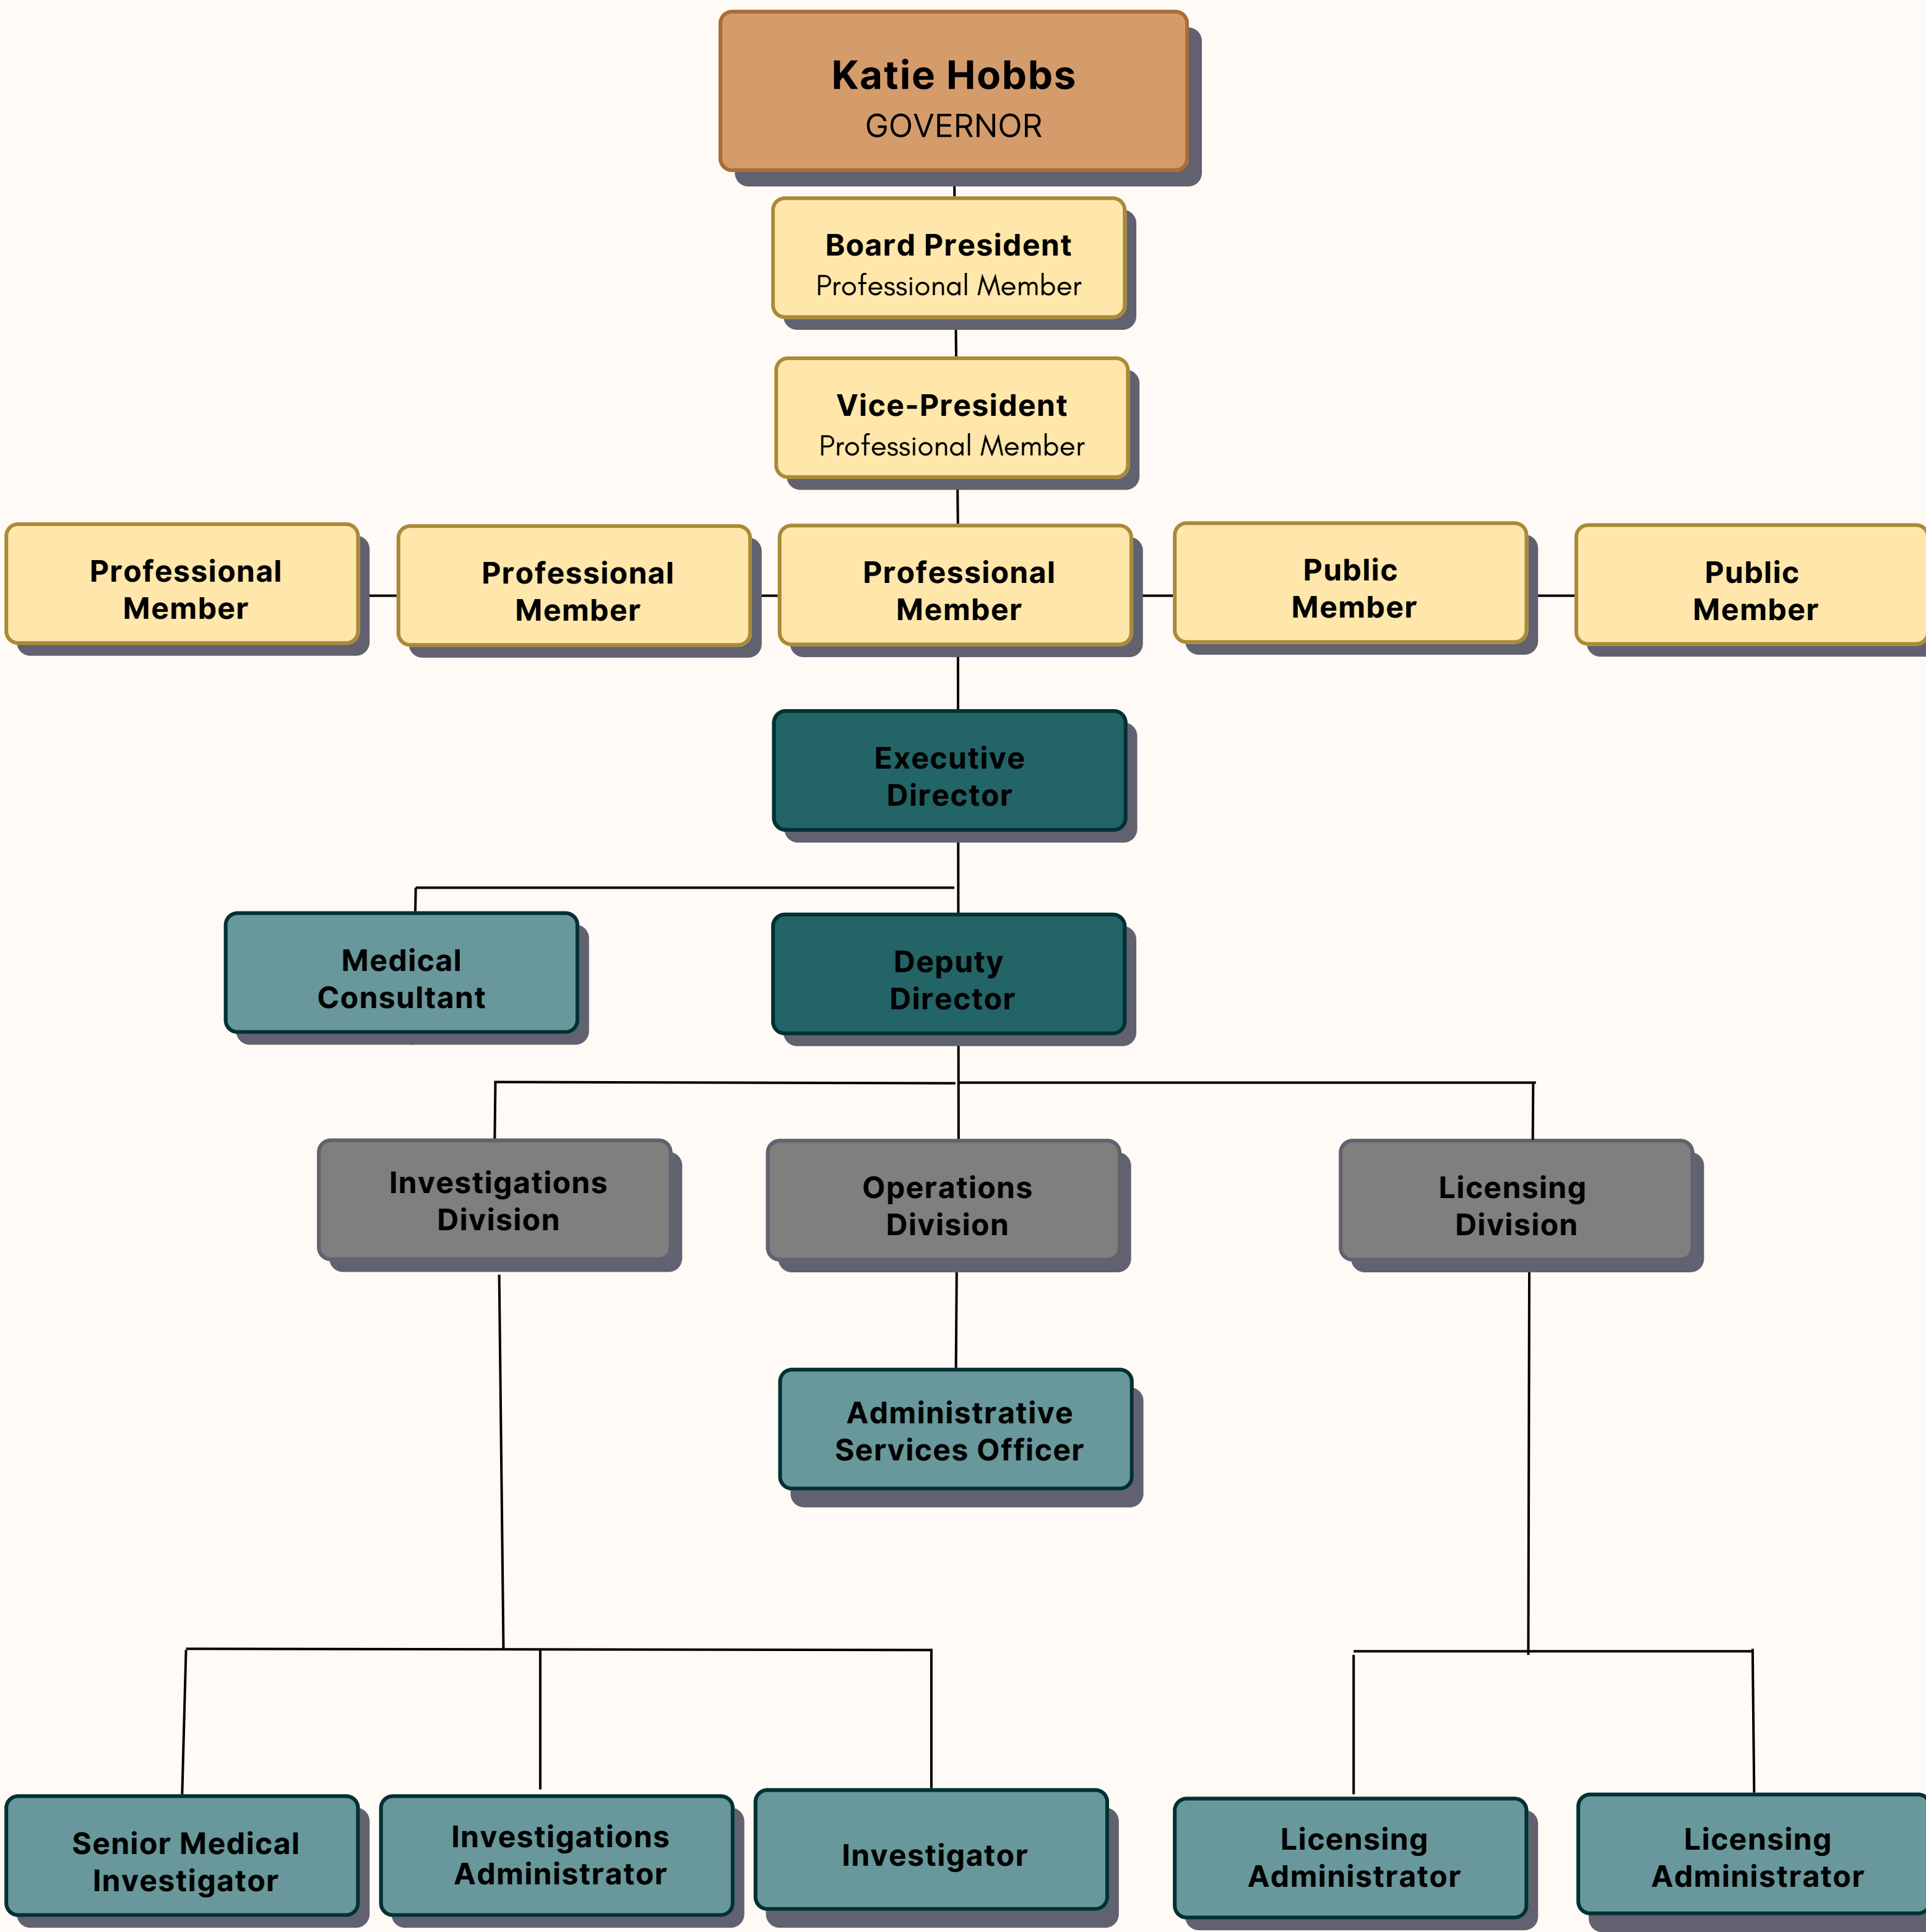 Katie Hobbs
GOVERNOR
Board President
Professional Member
Vice-President
Professional Member
Professional
Member
Professional
Member
Professional
Member
Public
Member
Public
Member
Executive
Director
Medical
Consultant
Deputy
Director
Investigations
Division
Operations
Division
Licensing
Division
Administrative
Services Officer
Senior Medical
Investigator
Investigations
Administrator
Investigator
Licensing
Administrator
Licensing
Administrator